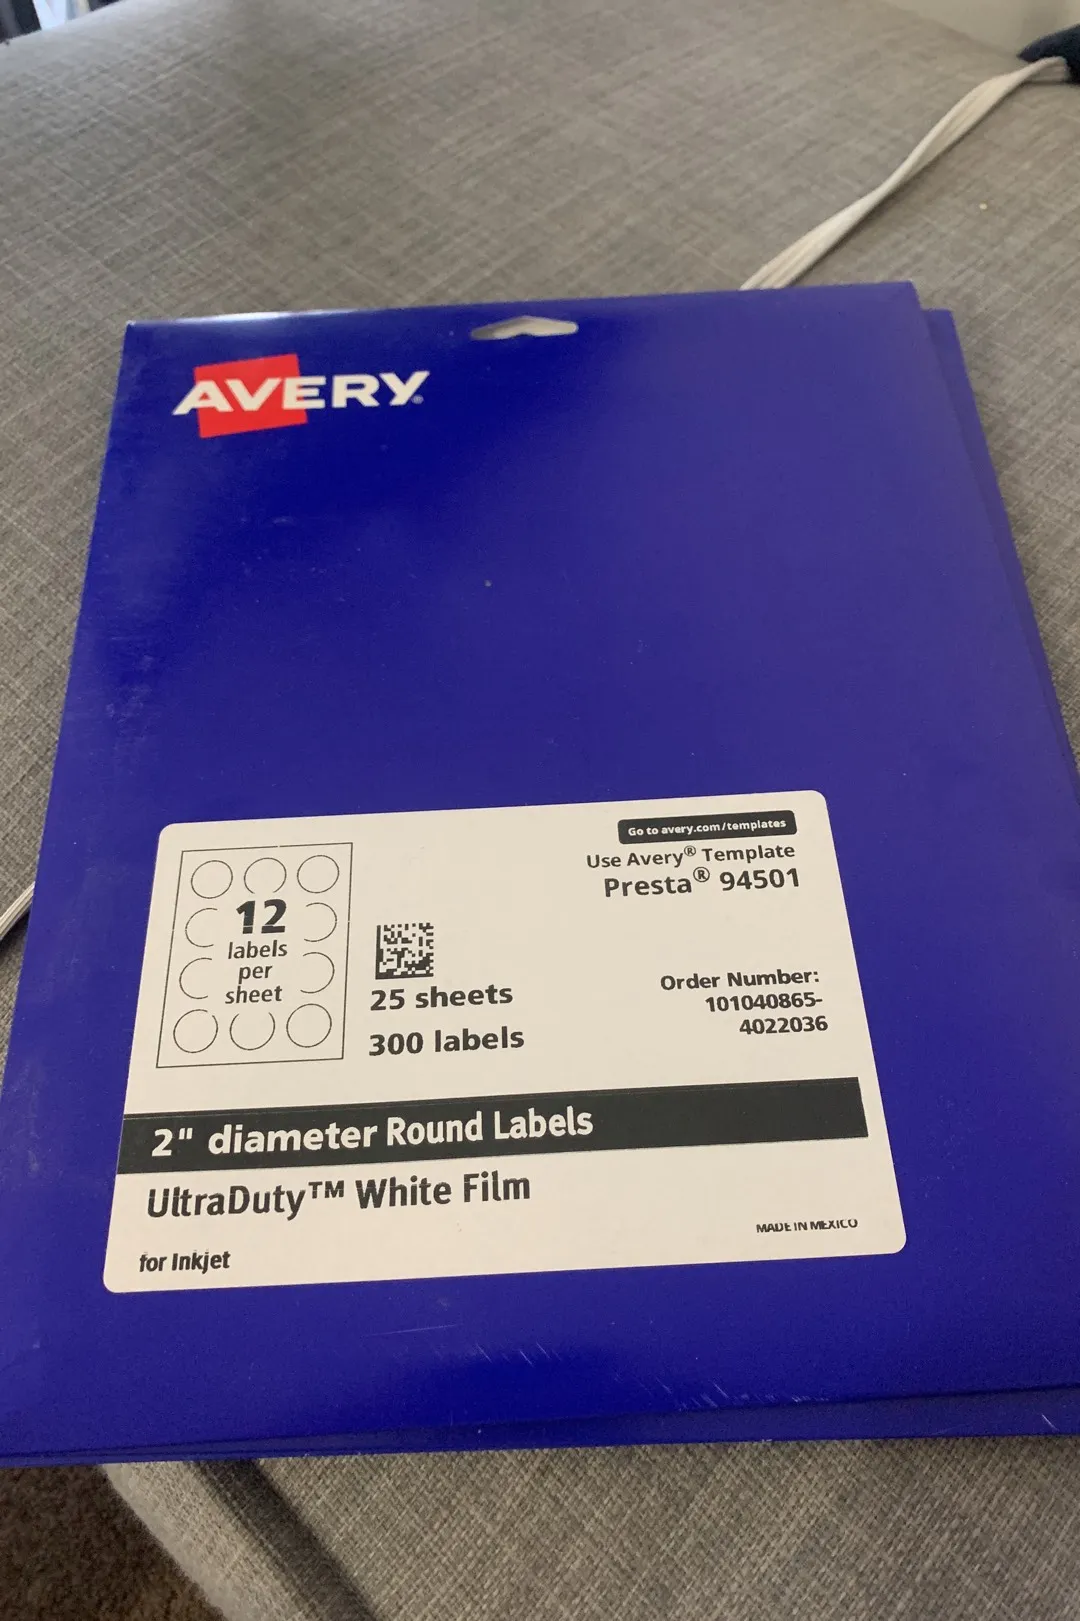 AVERY®
Go to avery.com/templates
Use Avery® Template
Presta® 94501
12
labels
per
sheet
25 sheets
300 labels
Order Number:
101040865-
4022036
2" diameter Round Labels
UltraDuty™ White Film
for Inkjet
MADE IN MEXICO